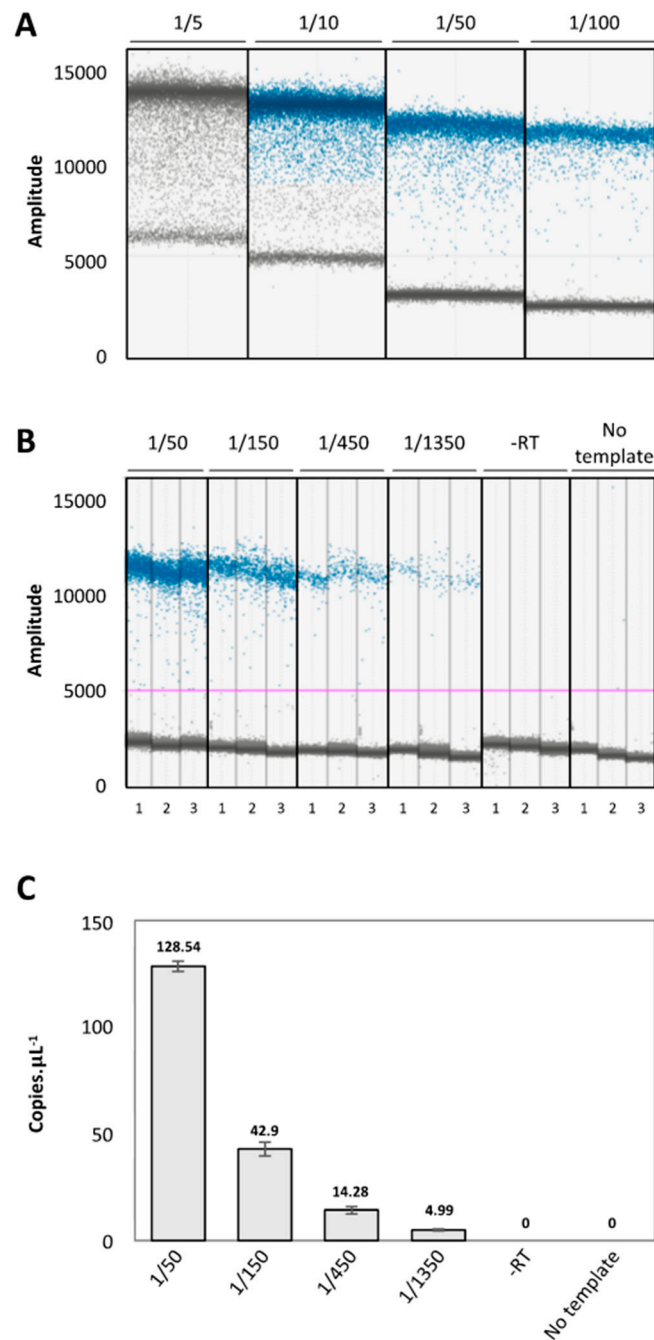 A
1/5 1/10 1/50 1/100
15000
10000
5000
0
Amplitude
B
1/50 1/150 1/450 1/1350 -RT No template
15000
10000
5000
0
Amplitude
1 2 3 1 2 3 1 2 3 1 2 3 1 2 3 1 2 3
C
150
100
50
0
Copies.µL-1
128.54
42.9
14.28
4.99
0
0
1/50 1/150 1/450 1/1350 -RT No template